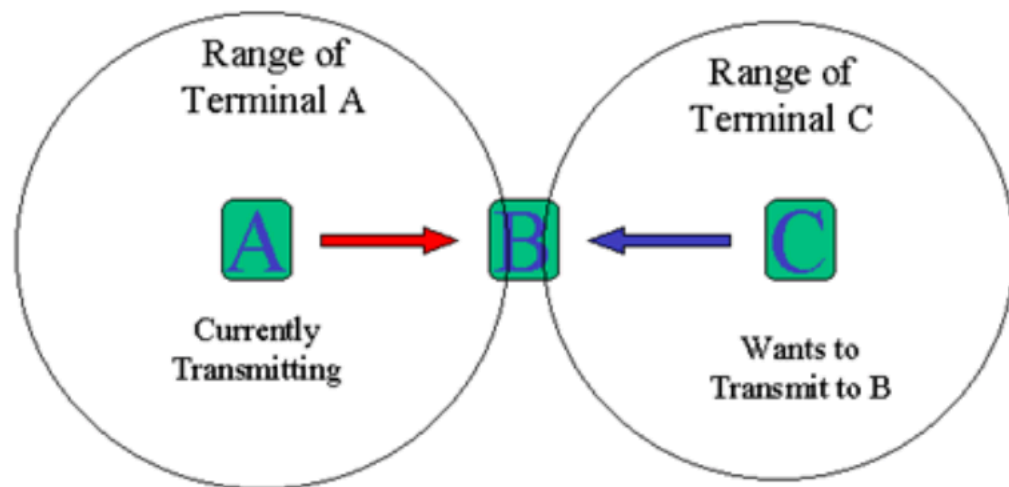 Range of
Terminal A
Range of
Terminal C
A
B
C
Currently
Transmitting
Wants to
Transmit to B